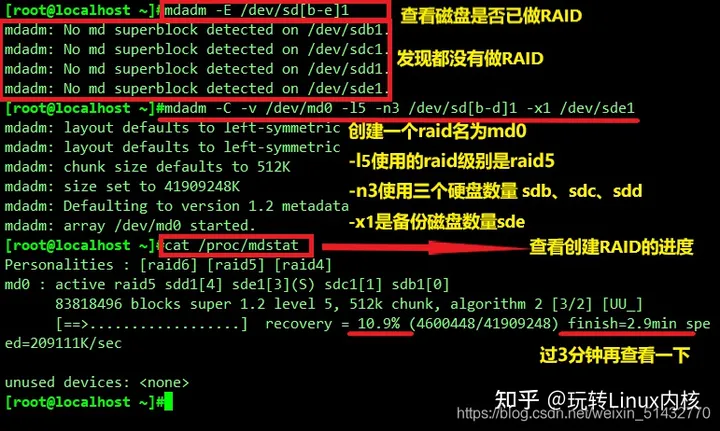 [root@localhost ~]#mdadm -E /dev/sd[b-e]1 查看磁盘是否已做RAID
mdadm: No md superblock detected on /dev/sdb1.
mdadm: No md superblock detected on /dev/sdc1. 发现都没有做RAID
mdadm: No md superblock detected on /dev/sdd1.
mdadm: No md superblock detected on /dev/sde1.
[root@localhost ~]#mdadm -C -v /dev/md0 -l5 -n3 /dev/sd[b-d]1 -x1 /dev/sde1
mdadm: layout defaults to left-symmetric 创建一个raid名为md0
mdadm: layout defaults to left-symmetric
mdadm: chunk size defaults to 512K -l5使用的raid级别是raid5
mdadm: size set to 41909248K -n3使用三个硬盘数量 sdb、sdc、sdd
mdadm: Defaulting to version 1.2 metadata
mdadm: array /dev/md0 started. -x1是备份磁盘数量sde
[root@localhost ~]#cat /proc/mdstat 查看创建RAID的进度
Personalities : [raid6] [raid5] [raid4]
md0 : active raid5 sdd1[4] sde1[3](S) sdc1[1] sdb1[0]
83818496 blocks super 1.2 level 5, 512k chunk, algorithm 2 [3/2] [UU_]
[==>..................] recovery = 10.9% (4600448/41909248) finish=2.9min spe
ed=209111K/sec
过3分钟再查看一下
unused devices: <none>
[root@localhost ~]#
知乎 @玩转Linux内核
https://blog.csdn.net/weixin_51432770